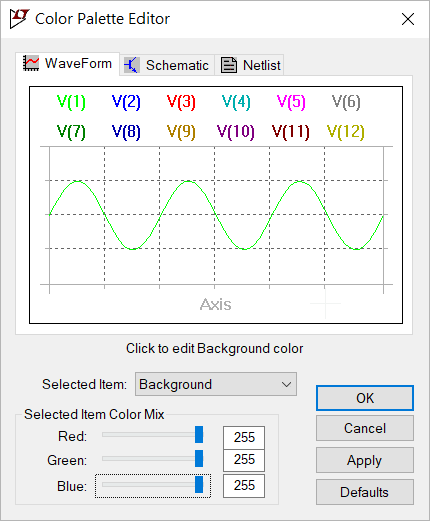 Color Palette Editor
WaveForm Schematic Netlist
V(1) V(2) V(3) V(4) V(5) V(6)
V(7) V(8) V(9) V(10) V(11) V(12)
Axis
Click to edit Background color
Selected Item: Background
OK
Selected Item Color Mix
Cancel
Red: 255
Green: 255
Apply
Blue: 255
Defaults